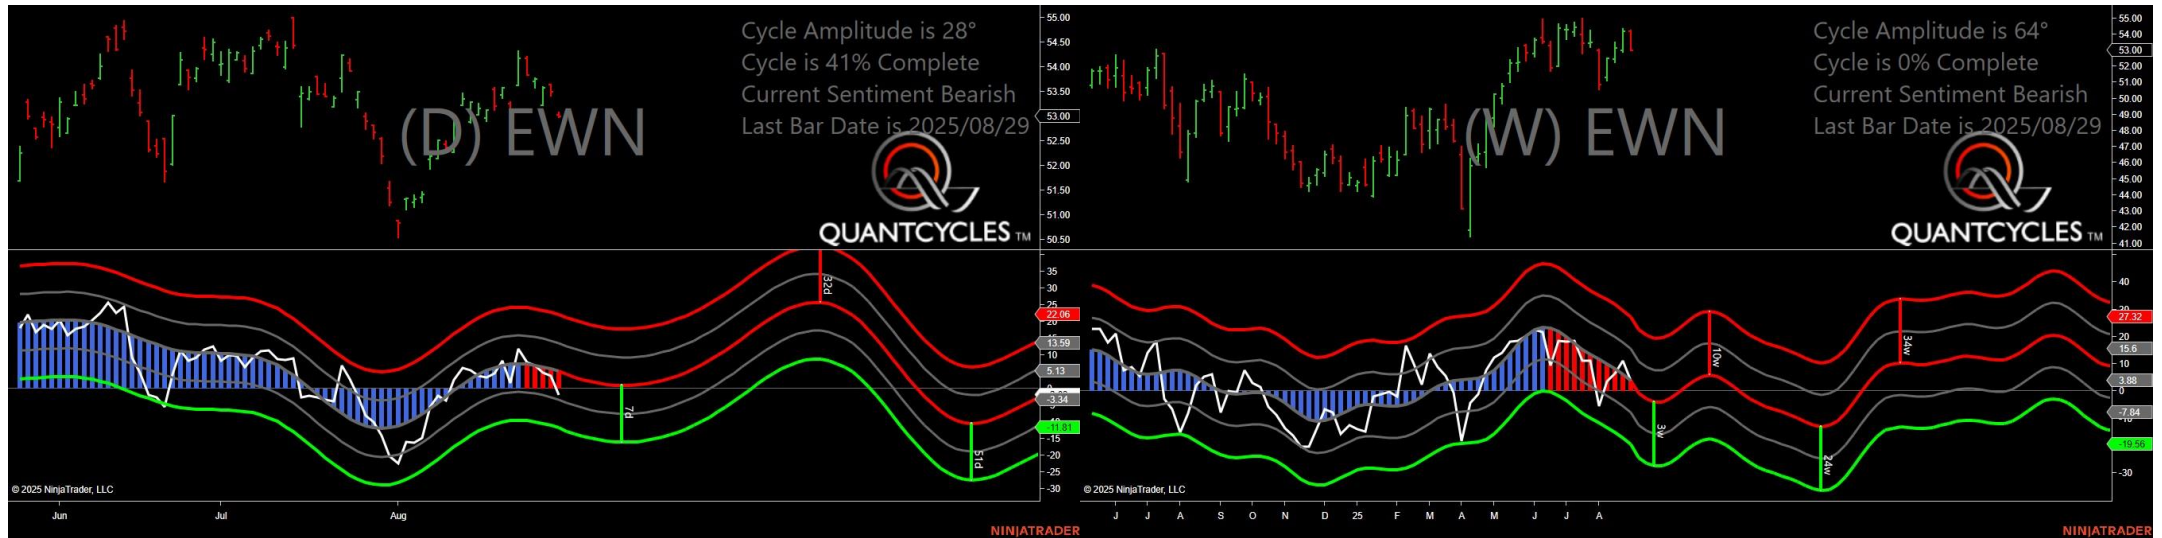 Cycle Amplitude is 28°
Cycle is 41% Complete
Current Sentiment Bearish
Last Bar Date is 2025/08/29
(D) EWN
QUANTCYCLES TM
55.00
54.50
54.00
53.50
53.00
52.50
52.00
51.50
51.00
50.50
35
30
25
22.06
20
13.59
10
5.13
0
-3.34
-11.81
-15
-20
-25
-30
7d
32d
51d
© 2025 NinjaTrader, LLC
Jun Jul Aug
NINJATRADER
Cycle Amplitude is 64°
Cycle is 0% Complete
Current Sentiment Bearish
Last Bar Date is 2025/08/29
(W) EWN
QUANTCYCLES TM
55.00
54.00
53.00
52.00
51.00
50.00
49.00
48.00
47.00
46.00
45.00
44.00
43.00
42.00
41.00
40
27.32
20
15.6
10
3.88
0
-7.84
-19.56
-30
3w
10w
24w
34w
© 2025 NinjaTrader, LLC
J J A S O N D 25 F M A M J J A
NINJATRADER